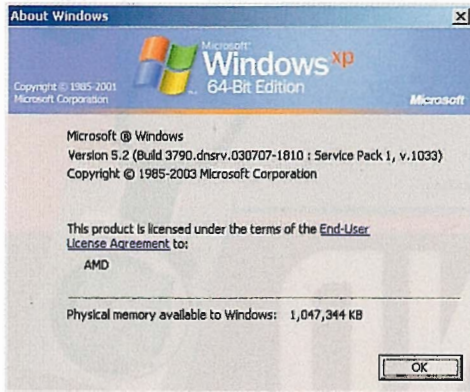 About Windows
Microsoft
Windows xp
64-Bit Edition
Copyright © 1985-2001
Microsoft Corporation
Microsoft
Microsoft ® Windows
Version 5.2 (Build 3790.dnsrv.030707-1810 : Service Pack 1, v.1033)
Copyright © 1985-2003 Microsoft Corporation
This product is licensed under the terms of the End-User
License Agreement to:
AMD
Physical memory available to Windows: 1,047,344 KB
OK